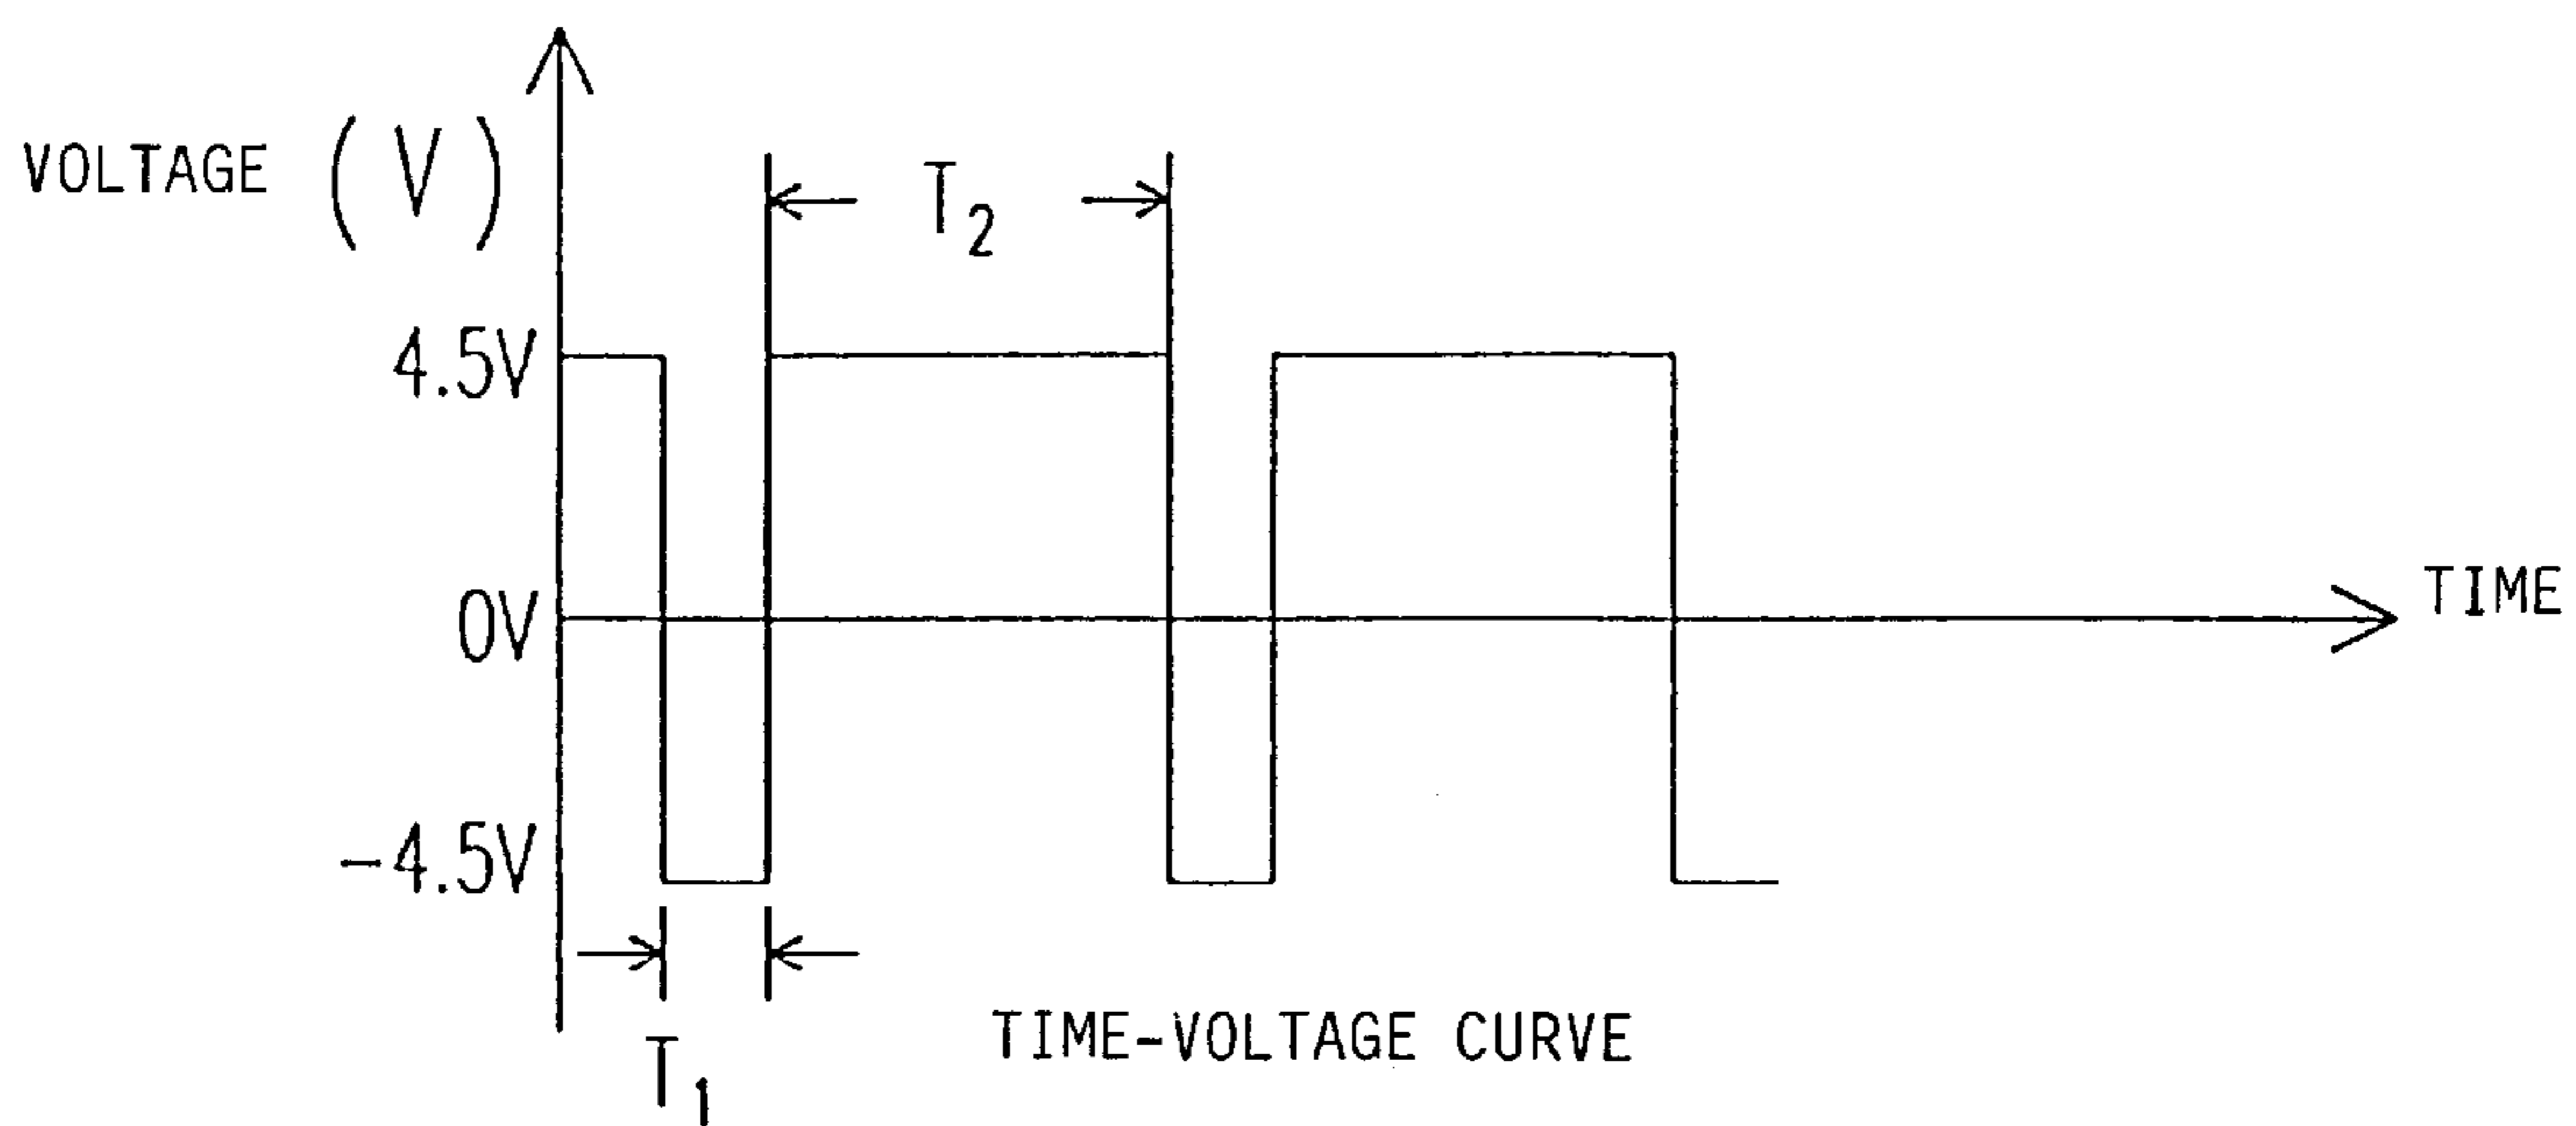 VOLTAGE (V)
T2
4.5V
0V
TIME
-4.5V
T1
TIME-VOLTAGE CURVE